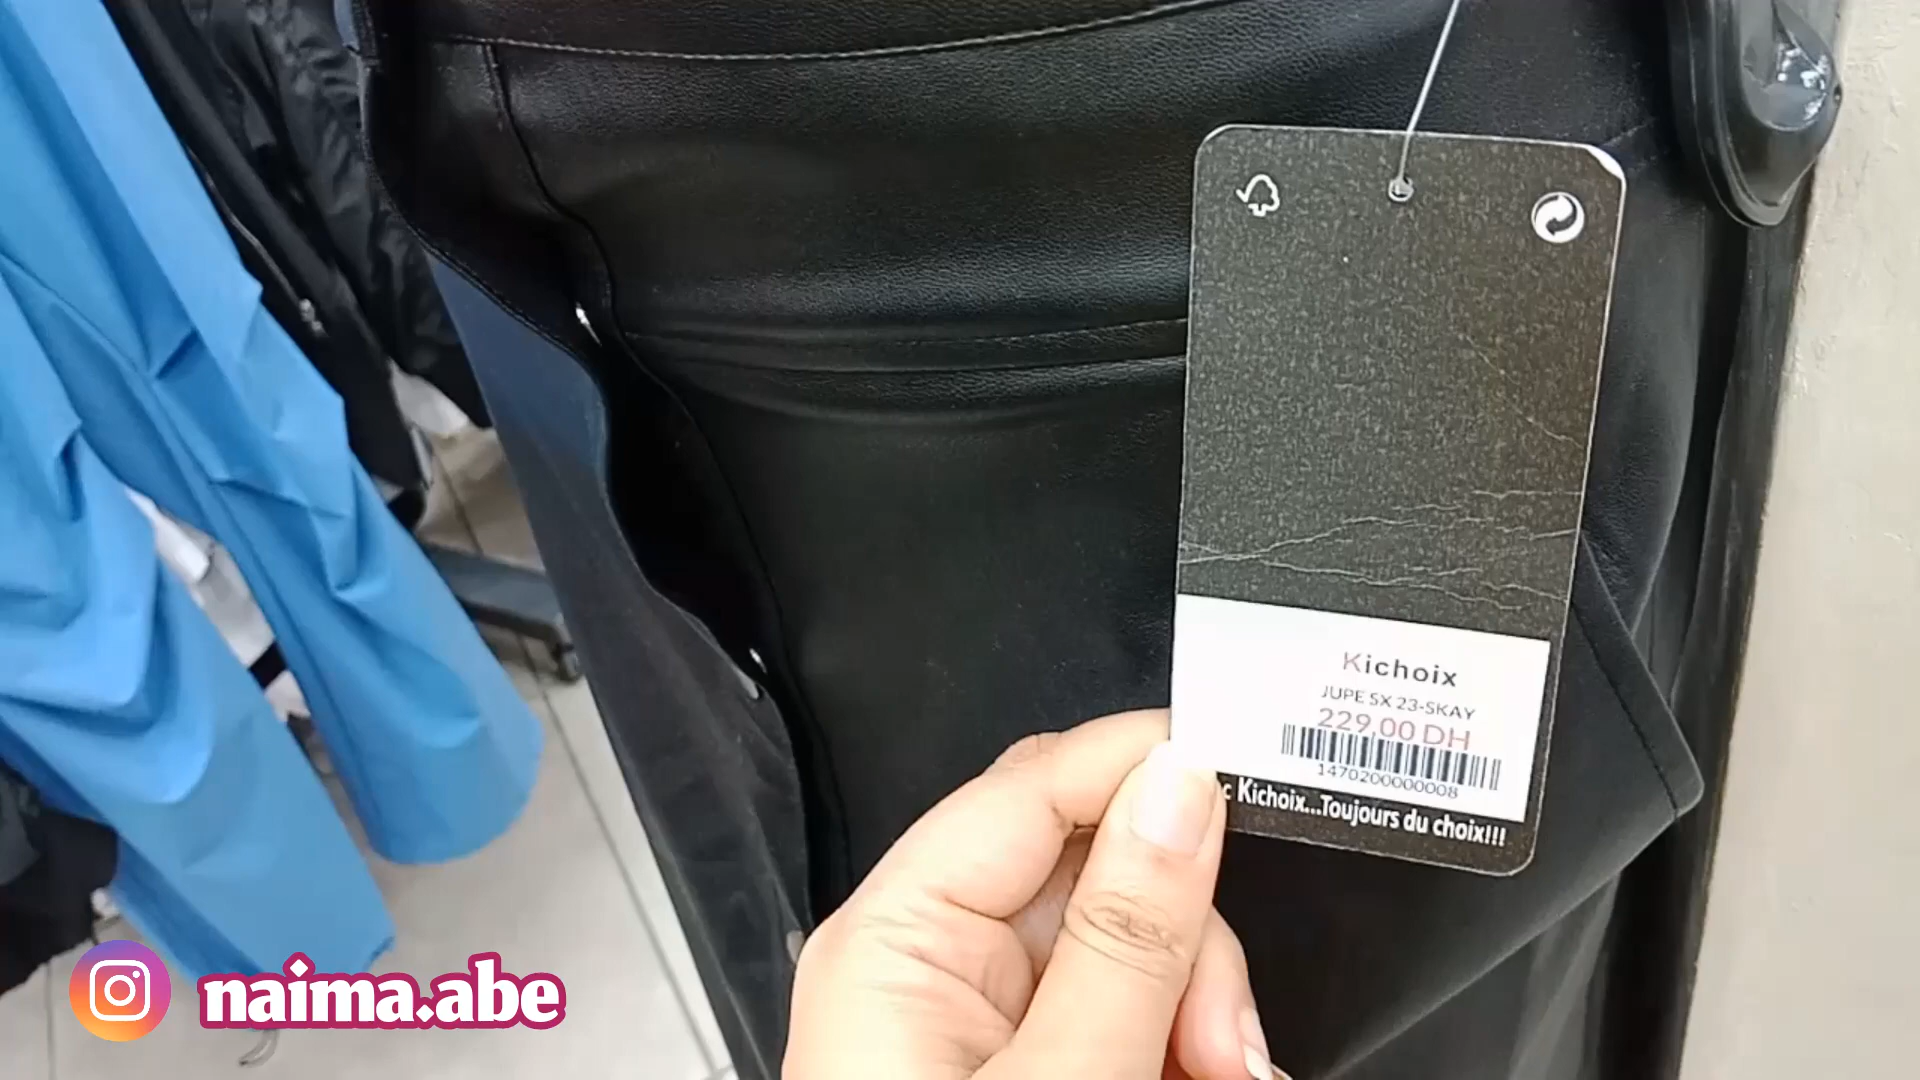 Kichoix
JUPE SX 23-SKAY
229,00 DH
1470200000008
c Kichoix...Toujours du choix!!!
naima.abe